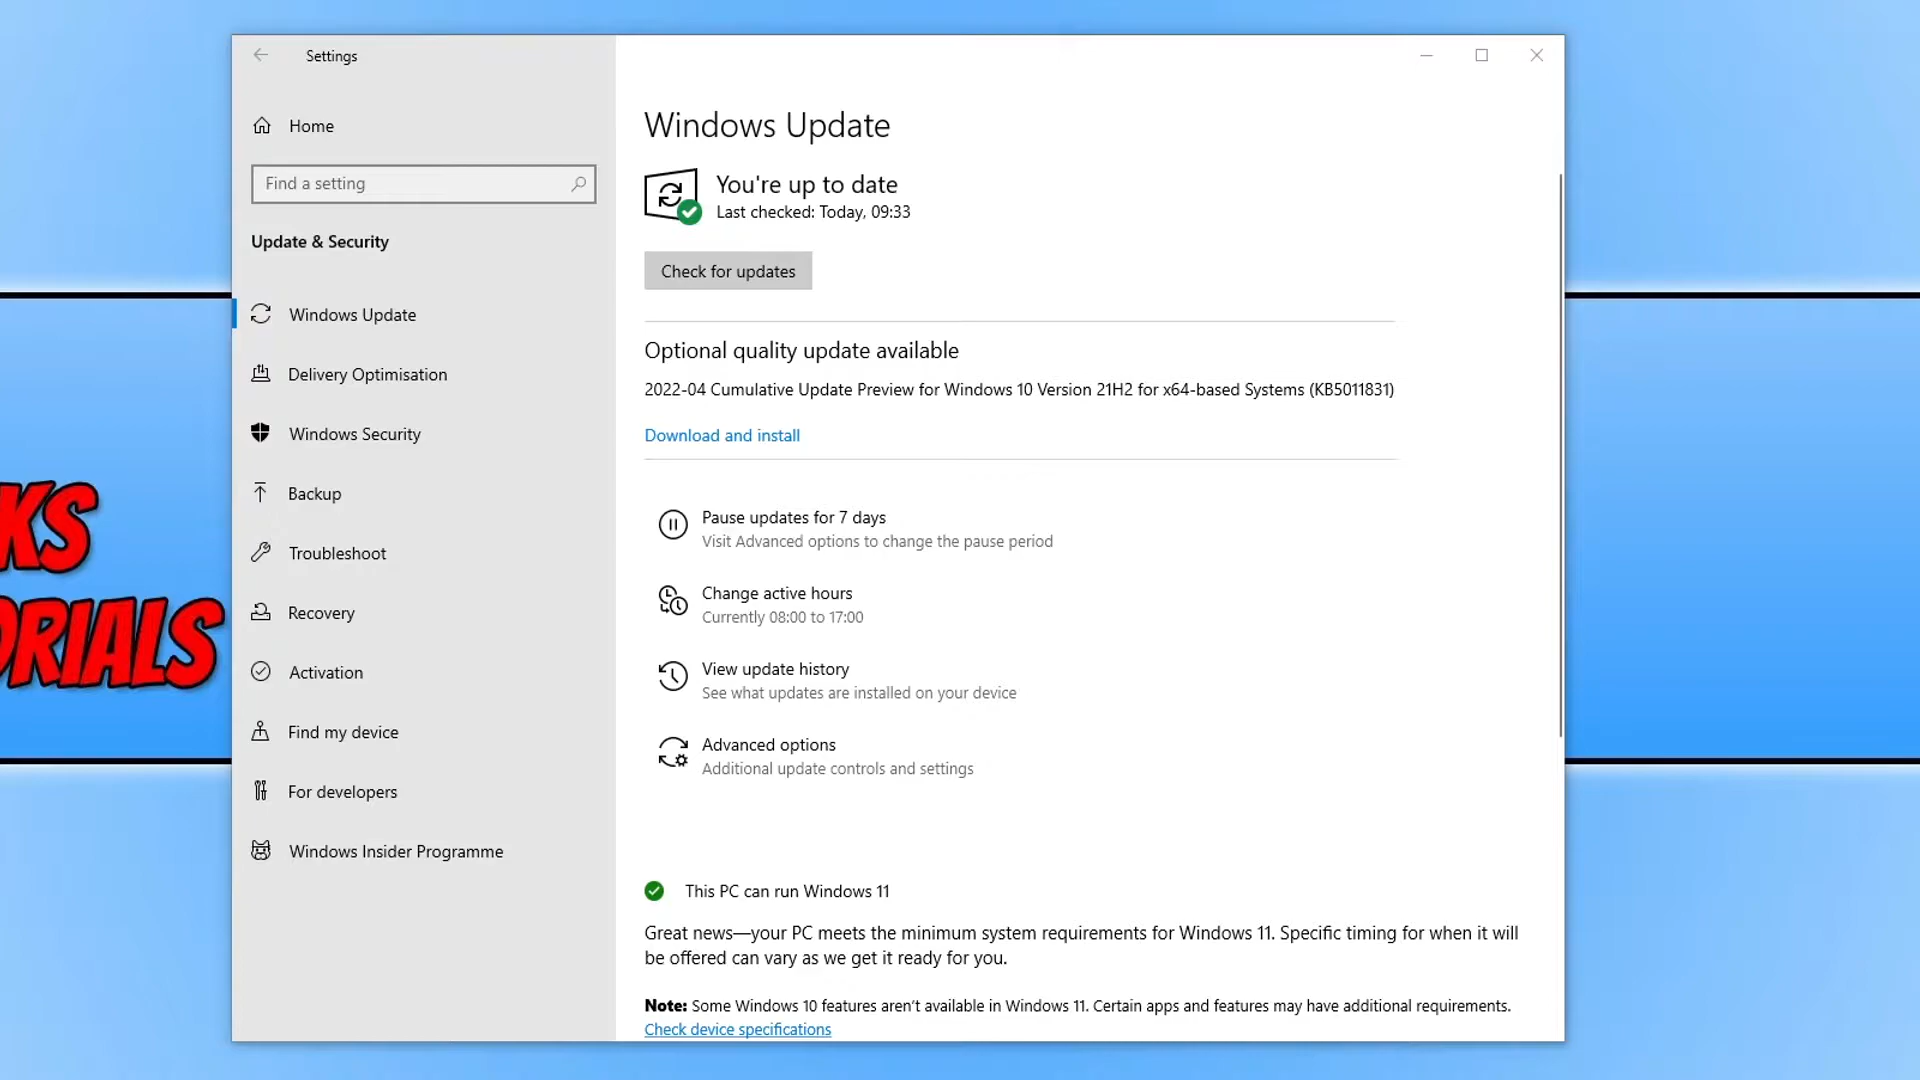 Settings
Home
Find a setting
Update & Security
Windows Update
Delivery Optimisation
Windows Security
Backup
Troubleshoot
Recovery
Activation
Find my device
For developers
Windows Insider Programme
Windows Update
You're up to date
Last checked: Today, 09:33
Check for updates
Optional quality update available
2022-04 Cumulative Update Preview for Windows 10 Version 21H2 for x64-based Systems (KB5011831)
Download and install
Pause updates for 7 days
Visit Advanced options to change the pause period
Change active hours
Currently 08:00 to 17:00
View update history
See what updates are installed on your device
Advanced options
Additional update controls and settings
This PC can run Windows 11
Great news—your PC meets the minimum system requirements for Windows 11. Specific timing for when it will
be offered can vary as we get it ready for you.
Note: Some Windows 10 features aren't available in Windows 11. Certain apps and features may have additional requirements.
Check device specifications
KS
ORIALS